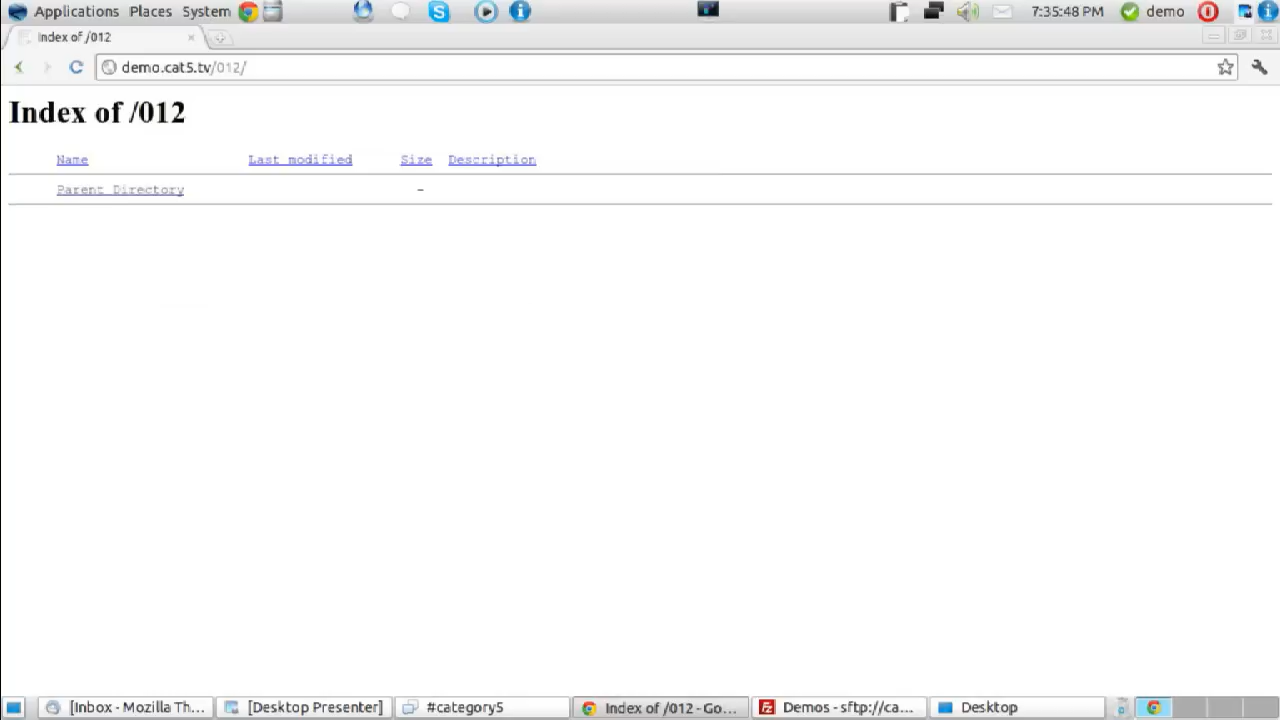 Applications Places System 7:35:48 PM demo
Index of /012
demo.cat5.tv/012/
Index of /012
Name Last modified Size Description
Parent Directory -
[Inbox - Mozilla Th... [Desktop Presenter] #category5 Index of /012 - Go... Demos - sftp://ca... Desktop